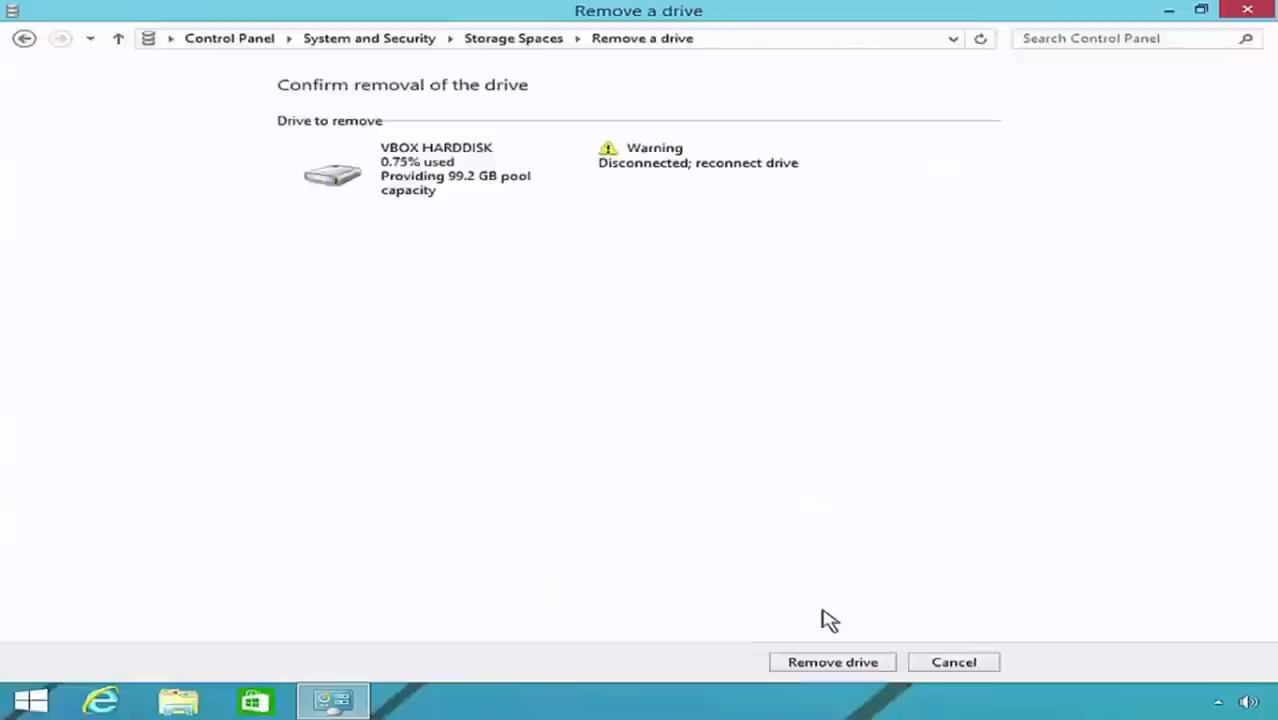 Remove a drive
Control Panel System and Security Storage Spaces Remove a drive
Search Control Panel
Confirm removal of the drive
Drive to remove
VBOX HARDDISK
0.75% used
Providing 99.2 GB pool
capacity
Warning
Disconnected; reconnect drive
Remove drive
Cancel